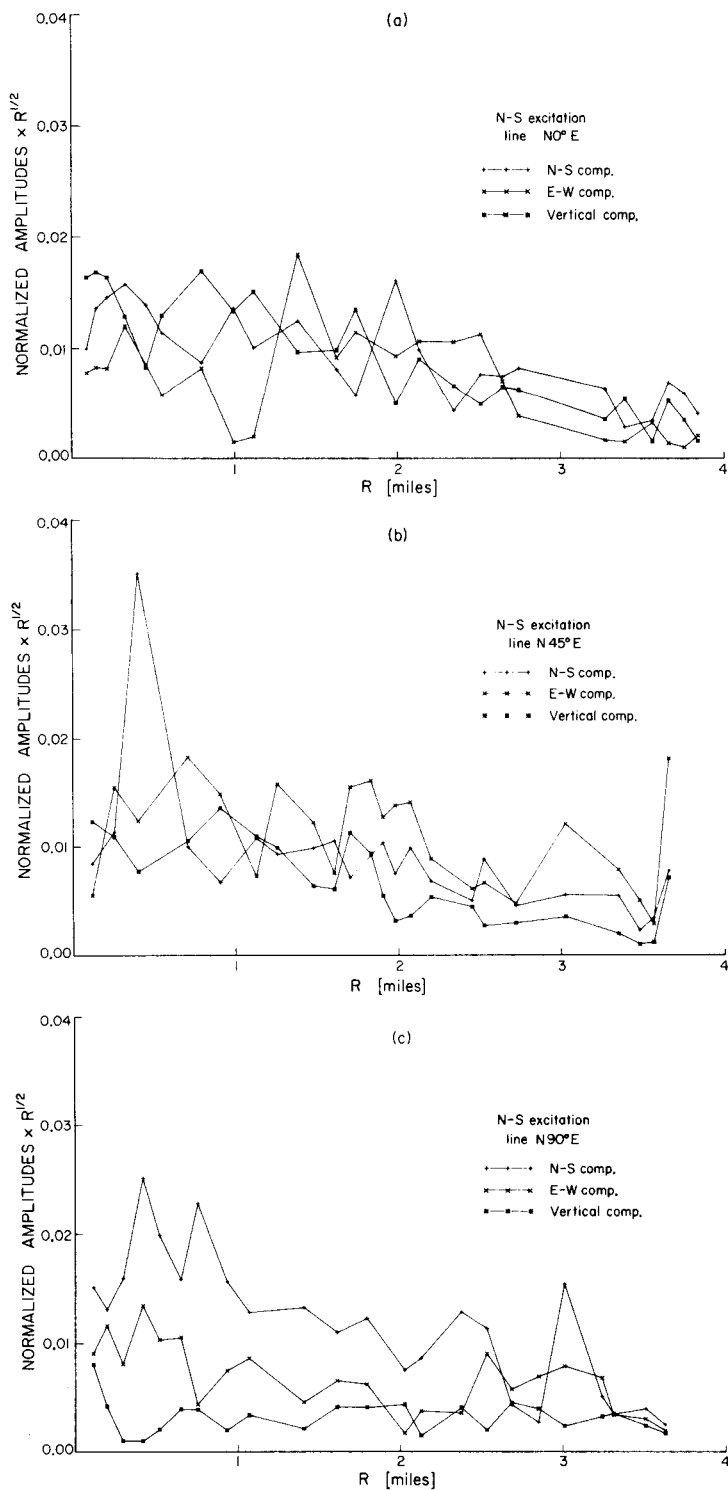 (a)
NORMALIZED AMPLITUDES × R^1/2
0.04
0.03
0.02
0.01
0.00
N-S excitation
line N0° E
N-S comp.
E-W comp.
Vertical comp.
1 2 3 4
R [miles]
(b)
NORMALIZED AMPLITUDES × R^1/2
0.04
0.03
0.02
0.01
0.00
N-S excitation
line N45°E
N-S comp.
E-W comp.
Vertical comp.
1 2 3 4
R [miles]
(c)
NORMALIZED AMPLITUDES × R^1/2
0.04
0.03
0.02
0.01
0.00
N-S excitation
line N90°E
N-S comp.
E-W comp.
Vertical comp.
1 2 3 4
R [miles]